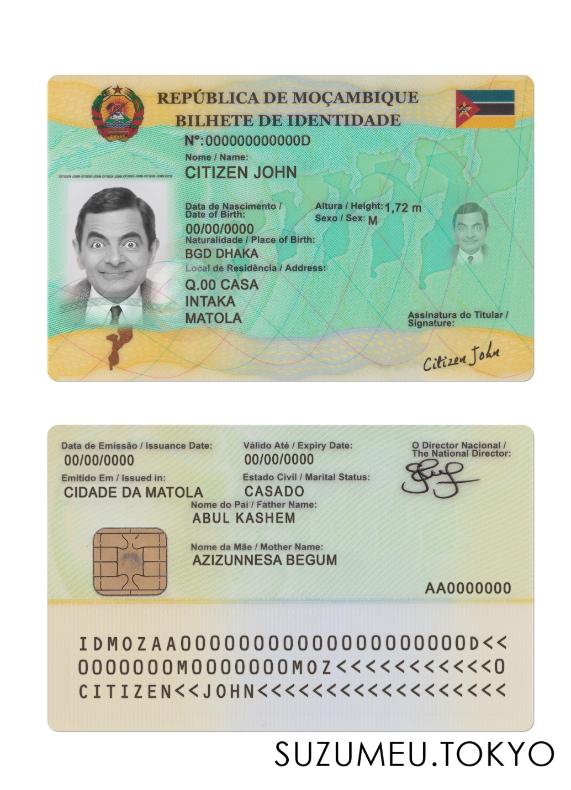 REPÚBLICA DE MOÇAMBIQUE
BILHETE DE IDENTIDADE
Nº:000000000000D
Nome / Name:
CITIZEN JOHN
Data de Nascimento /
Date of Birth:
00/00/0000
Altura / Height: 1,72 m
Sexo / Sex: M
Naturalidade / Place of Birth:
BGD DHAKA
Local de Residência / Address:
Q.00 CASA
INTAKA
MATOLA
Assinatura do Titular /
Signature:
Citizen John
Data de Emissão / Issuance Date:
00/00/0000
Válido Até / Expiry Date:
00/00/0000
O Director Nacional /
The National Director:
Emitido Em / Issued in:
CIDADE DA MATOLA
Estado Civil / Marital Status:
CASADO
Nome do Pai / Father Name:
ABUL KASHEM
Nome da Mãe / Mother Name:
AZIZUNNESA BEGUM
AA0000000
IDMOZAA00000000000000000000D<<
0000000M0000000MOZ<<<<<<<<<<<0
CITIZEN<<JOHN<<<<<<<<<<<<<<<<<
SUZUMEU.TOKYO